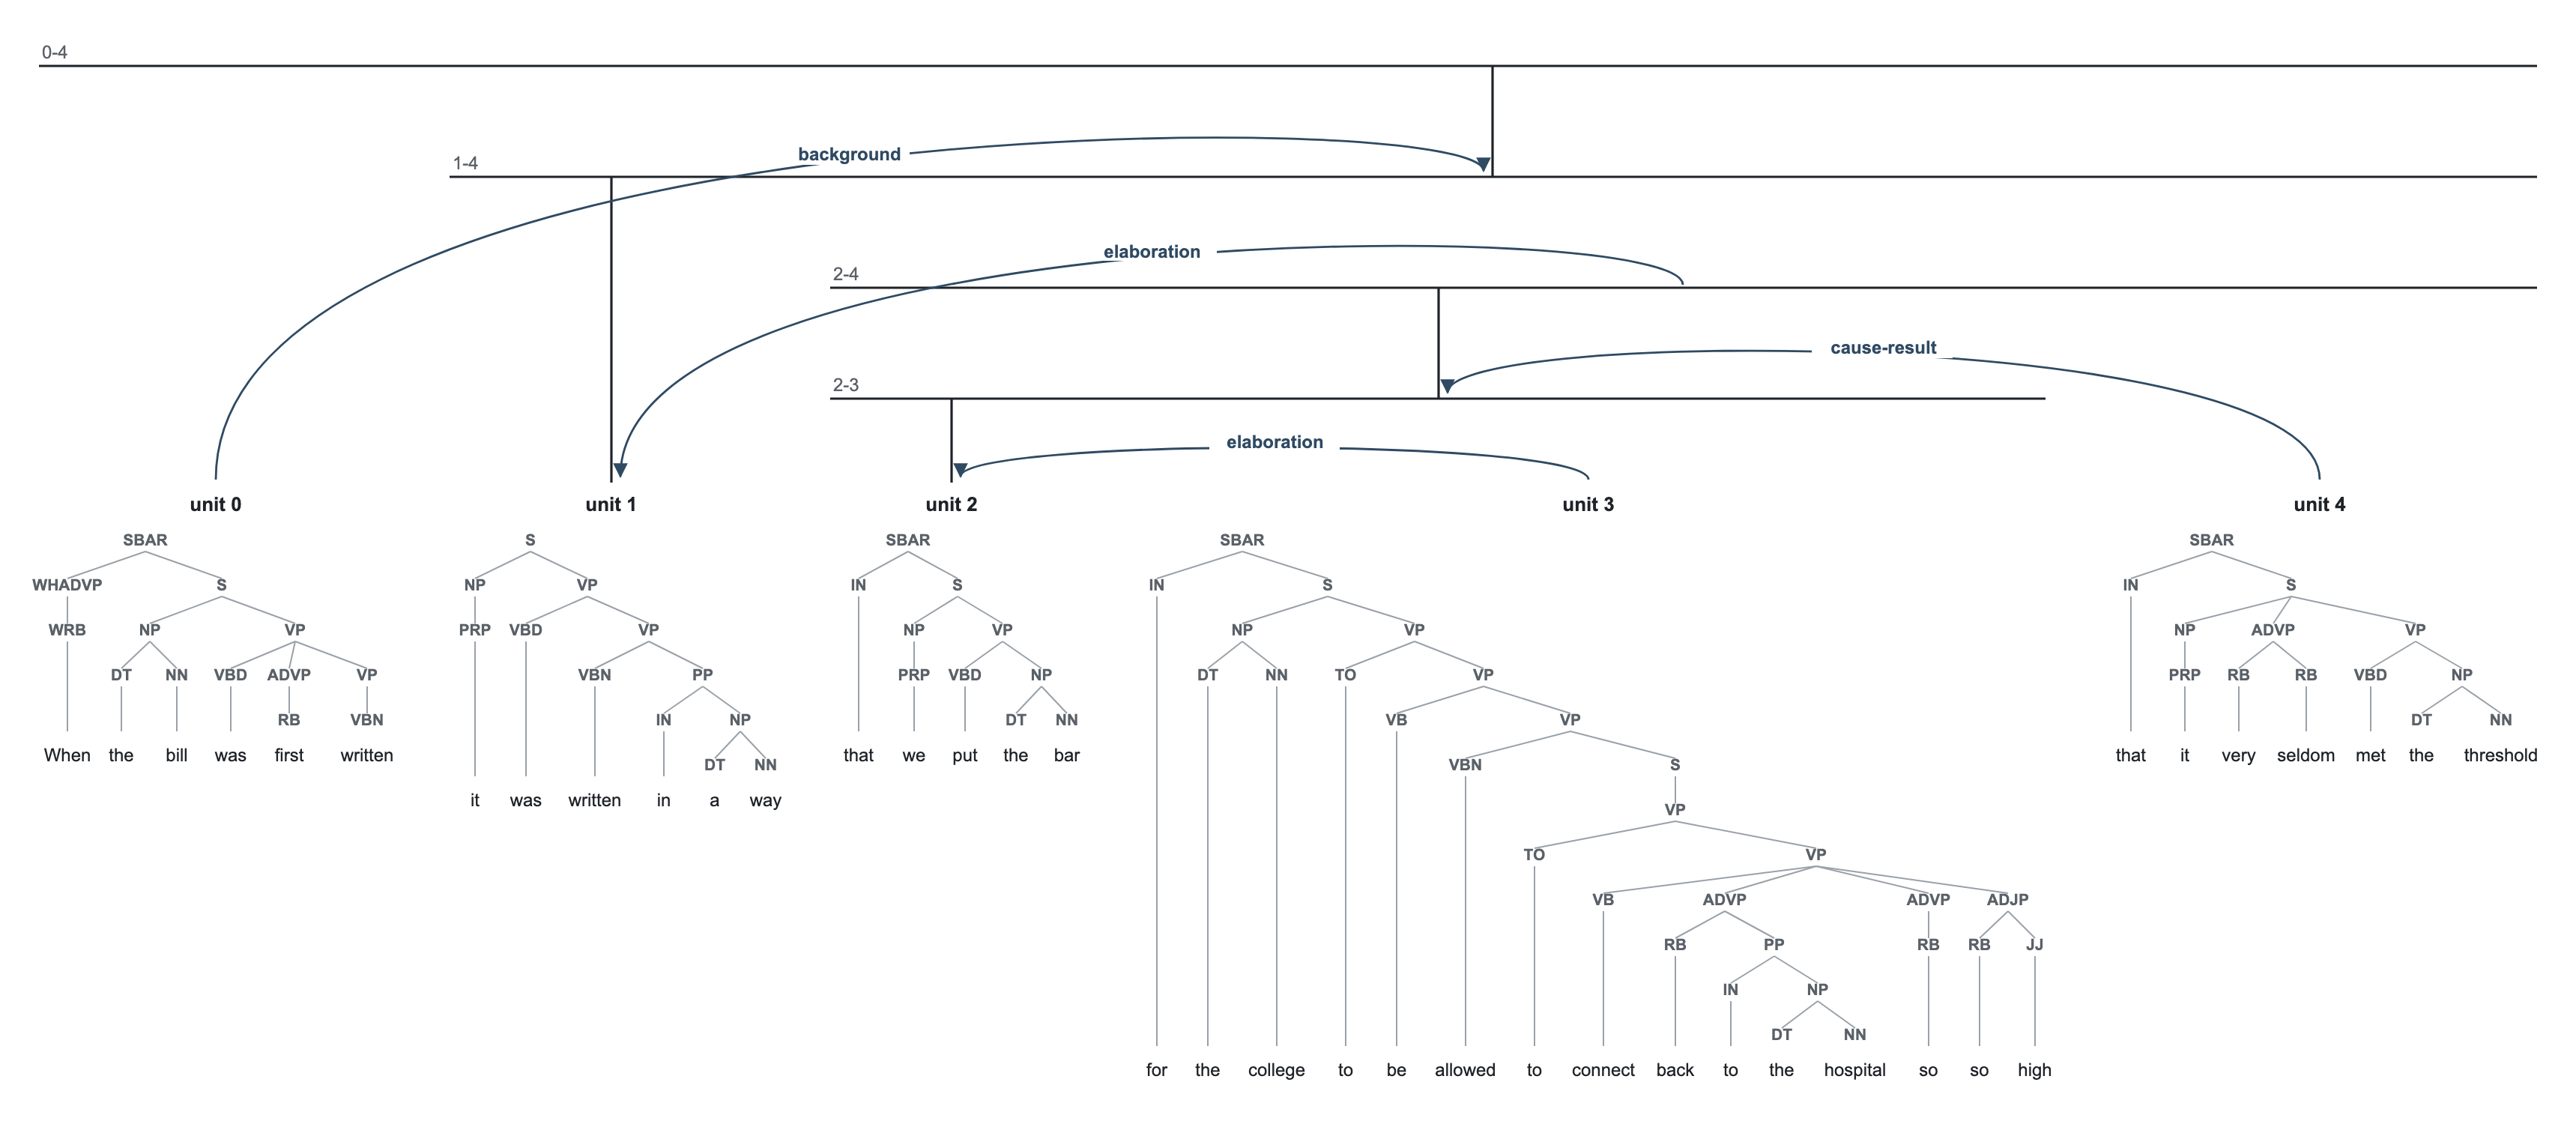 0-4
background
1-4
elaboration
2-4
cause-result
2-3
elaboration
unit 0 unit 1 unit 2 unit 3 unit 4
SBAR S SBAR SBAR SBAR
WHADVP S NP VP IN S IN S IN S
WRB NP VP PRP VBD VP NP VP NP VP NP ADVP VP
DT NN VBD ADVP VP VBN PP PRP VBD NP DT NN TO VP PRP RB RB VBD NP
RB VBN IN NP DT NN VB VP DT NN
When the bill was first written that we put the bar that it very seldom met the threshold
DT NN VBN S
it was written in a way
VP
TO VP
VB ADVP ADVP ADJP
RB PP RB RB JJ
IN NP
DT NN
for the college to be allowed to connect back to the hospital so so high